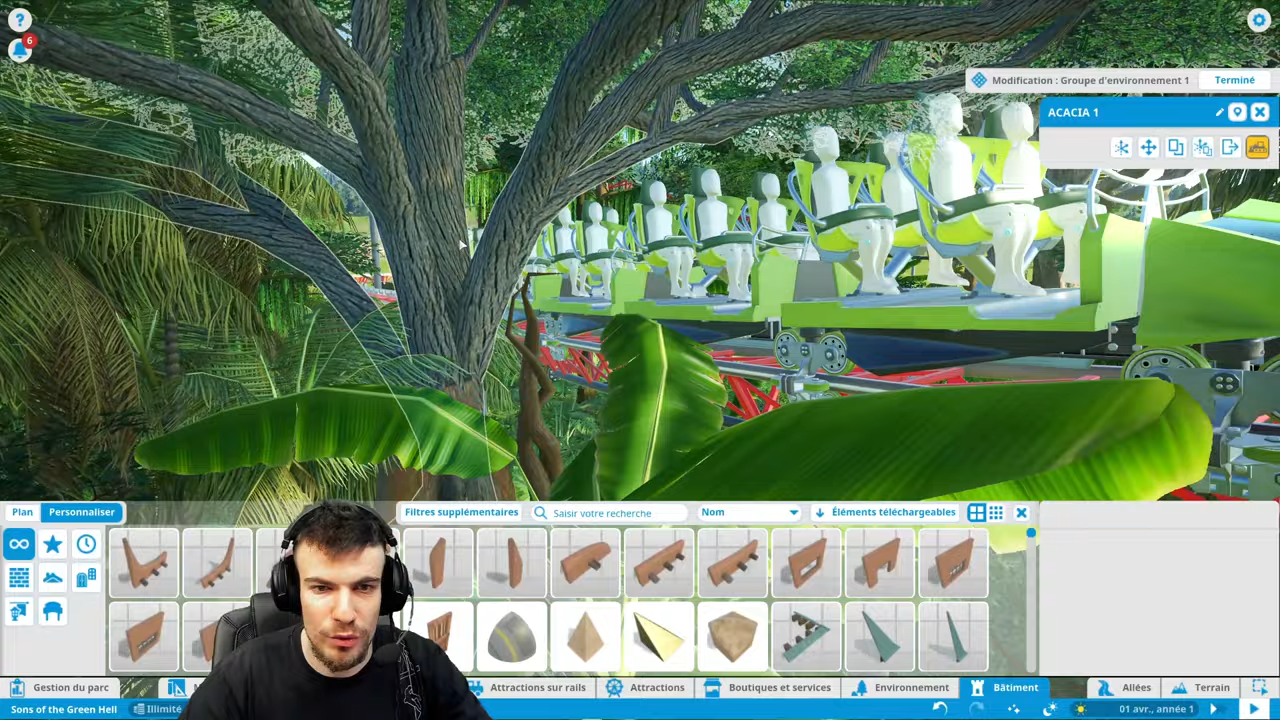 ?
6
Modification : Groupe d'environnement 1
Terminé
ACACIA 1
Plan
Personnaliser
Filtres supplémentaires
Saisir votre recherche
Nom
Éléments téléchargeables
Gestion du parc
Attractions sur rails
Attractions
Boutiques et services
Environnement
Bâtiment
Allées
Terrain
Sons of the Green Hell
Illimité
01 avr., année 1